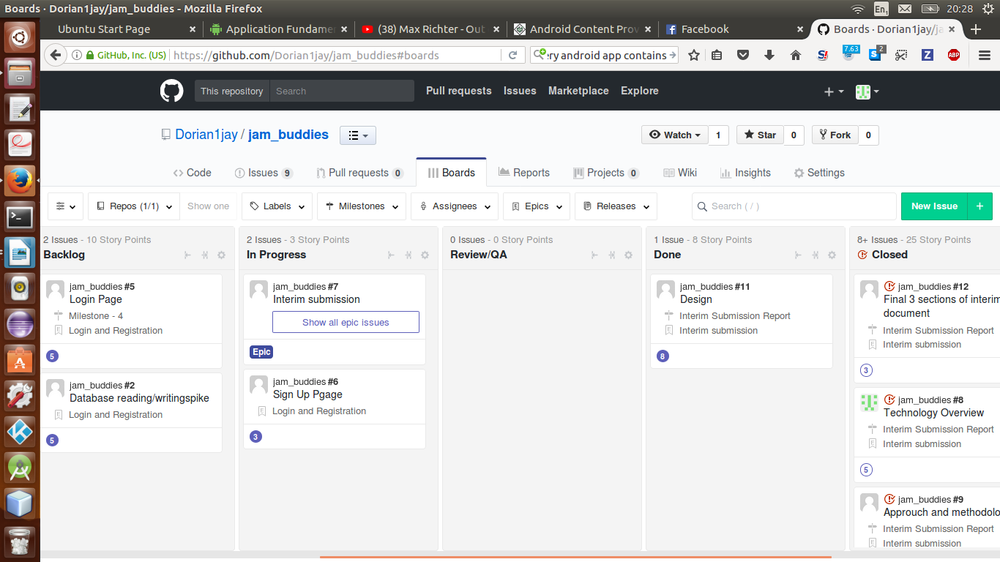 Boards · Dorian1jay/jam_buddies - Mozilla Firefox
En1
20:28
Ubuntu Start Page
Application Fundamen
(38) Max Richter - Out
Android Content Prov
Facebook
Boards · Dorian1jay/ja
GitHub, Inc. (US)
https://github.com/Dorian1jay/jam_buddies#boards
ery android app contains
7.63
2
ABP
This repository
Search
Pull requests
Issues
Marketplace
Explore
Dorian1jay / jam_buddies
Watch 1
Star 0
Fork 0
Code
Issues 9
Pull requests 0
Boards
Reports
Projects 0
Wiki
Insights
Settings
Repos (1/1)
Show one
Labels
Milestones
Assignees
Epics
Releases
Search ( / )
New Issue +
2 Issues - 10 Story Points
Backlog
jam_buddies #5
Login Page
Milestone - 4
Login and Registration
5
jam_buddies #2
Database reading/writingspike
Login and Registration
5
2 Issues - 3 Story Points
In Progress
jam_buddies #7
Interim submission
Show all epic issues
Epic
jam_buddies #6
Sign Up Pgage
Login and Registration
3
0 Issues - 0 Story Points
Review/QA
1 Issue - 8 Story Points
Done
jam_buddies #11
Design
Interim Submission Report
Interim submission
8
8+ Issues - 25 Story Points
Closed
jam_buddies #12
Final 3 sections of interim
document
Interim Submission Report
Interim submission
3
jam_buddies #8
Technology Overview
Interim Submission Report
Interim submission
5
jam_buddies #9
Approuch and methodolo
Interim Submission Report
Interim submission